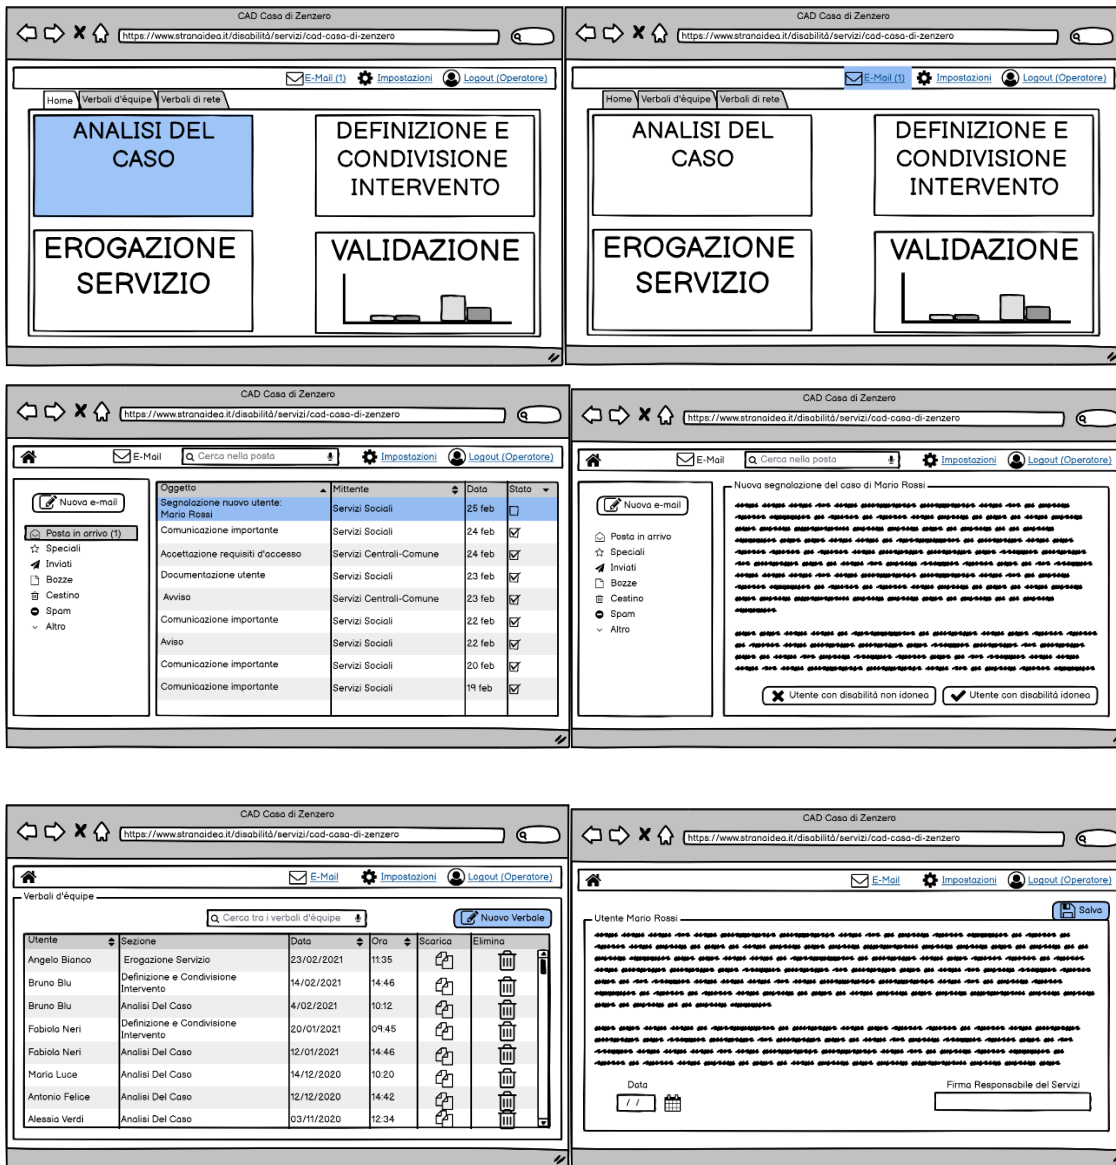 CAD Casa di Zenzero
https://www.stranaidea.it/disabilità/servizi/cad-casa-di-zenzero
E-Mail (1) Impostazioni Logout (Operatore)
Home Verbali d'équipe Verbali di rete
ANALISI DEL
CASO
DEFINIZIONE E
CONDIVISIONE
INTERVENTO
EROGAZIONE
SERVIZIO
VALIDAZIONE
CAD Casa di Zenzero
https://www.stranaidea.it/disabilità/servizi/cad-casa-di-zenzero
E-Mail (1) Impostazioni Logout (Operatore)
Home Verbali d'équipe Verbali di rete
ANALISI DEL
CASO
DEFINIZIONE E
CONDIVISIONE
INTERVENTO
EROGAZIONE
SERVIZIO
VALIDAZIONE
CAD Casa di Zenzero
https://www.stranaidea.it/disabilità/servizi/cad-casa-di-zenzero
E-Mail Cerca nella posta Impostazioni Logout (Operatore)
Nuova e-mail
Posta in arrivo (1)
Speciali
Inviati
Bozze
Cestino
Spam
Altro
Oggetto Mittente Data Stato
Segnalazione nuovo utente:
Mario Rossi Servizi Sociali 25 feb
Comunicazione importante Servizi Sociali 24 feb
Accettazione requisiti d'accesso Servizi Centrali-Comune 24 feb
Documentazione utente Servizi Sociali 23 feb
Avviso Servizi Centrali-Comune 23 feb
Comunicazione importante Servizi Sociali 22 feb
Aviso Servizi Sociali 22 feb
Comunicazione importante Servizi Sociali 20 feb
Comunicazione importante Servizi Sociali 19 feb
CAD Casa di Zenzero
https://www.stranaidea.it/disabilità/servizi/cad-casa-di-zenzero
E-Mail Cerca nella posta Impostazioni Logout (Operatore)
Nuova e-mail
Posta in arrivo
Speciali
Inviati
Bozze
Cestino
Spam
Altro
Nuova segnalazione del caso di Mario Rossi
Utente con disabilità non idonea Utente con disabilità idonea
CAD Casa di Zenzero
https://www.stranaidea.it/disabilità/servizi/cad-casa-di-zenzero
E-Mail Impostazioni Logout (Operatore)
Verbali d'équipe
Cerca tra i verbali d'équipe Nuovo Verbale
Utente Sezione Data Ora Scarica Elimina
Angelo Bianco Erogazione Servizio 23/02/2021 11:35
Bruno Blu Definizione e Condivisione
Intervento 14/02/2021 14:46
Bruno Blu Analisi Del Caso 4/02/2021 10:12
Fabiola Neri Definizione e Condivisione
Intervento 20/01/2021 09:45
Fabiola Neri Analisi Del Caso 12/01/2021 14:46
Maria Luce Analisi Del Caso 14/12/2020 10:20
Antonio Felice Analisi Del Caso 12/12/2020 14:42
Alessia Verdi Analisi Del Caso 03/11/2020 12:34
CAD Casa di Zenzero
https://www.stranaidea.it/disabilità/servizi/cad-casa-di-zenzero
E-Mail Impostazioni Logout (Operatore)
Salva
Utente Mario Rossi
Data
/ /
Firma Responsabile del Servizi